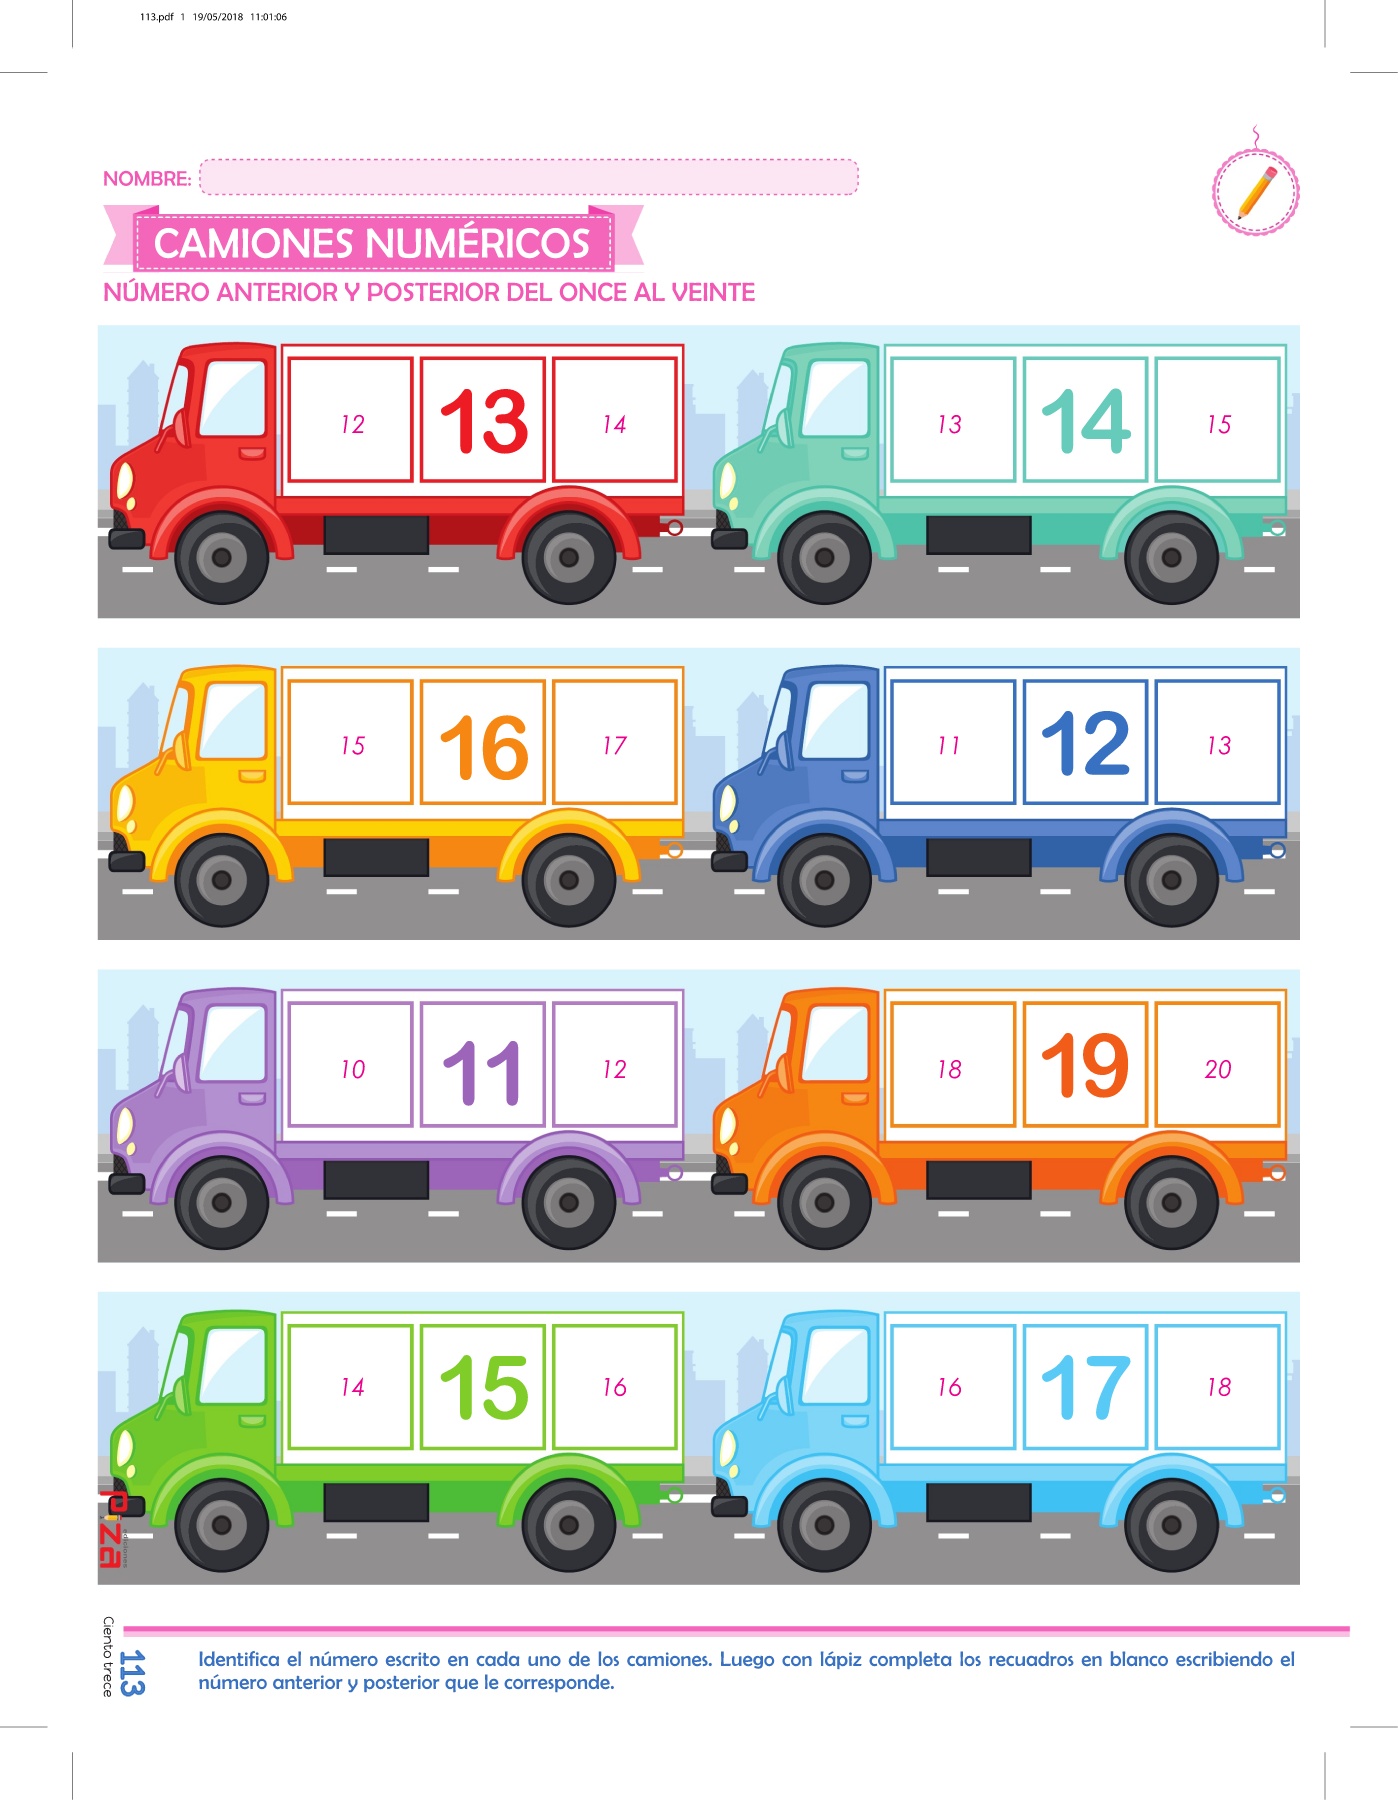 113.pdf 1 19/05/2018 11:01:06
NOMBRE:
CAMIONES NUMÉRICOS
NÚMERO ANTERIOR Y POSTERIOR DEL ONCE AL VEINTE
12 13 14 13 14 15
15 16 17 11 12 13
10 11 12 18 19 20
14 15 16 16 17 18
piza
ediciones
Ciento trece
113
Identifica el número escrito en cada uno de los camiones. Luego con lápiz completa los recuadros en blanco escribiendo el
número anterior y posterior que le corresponde.